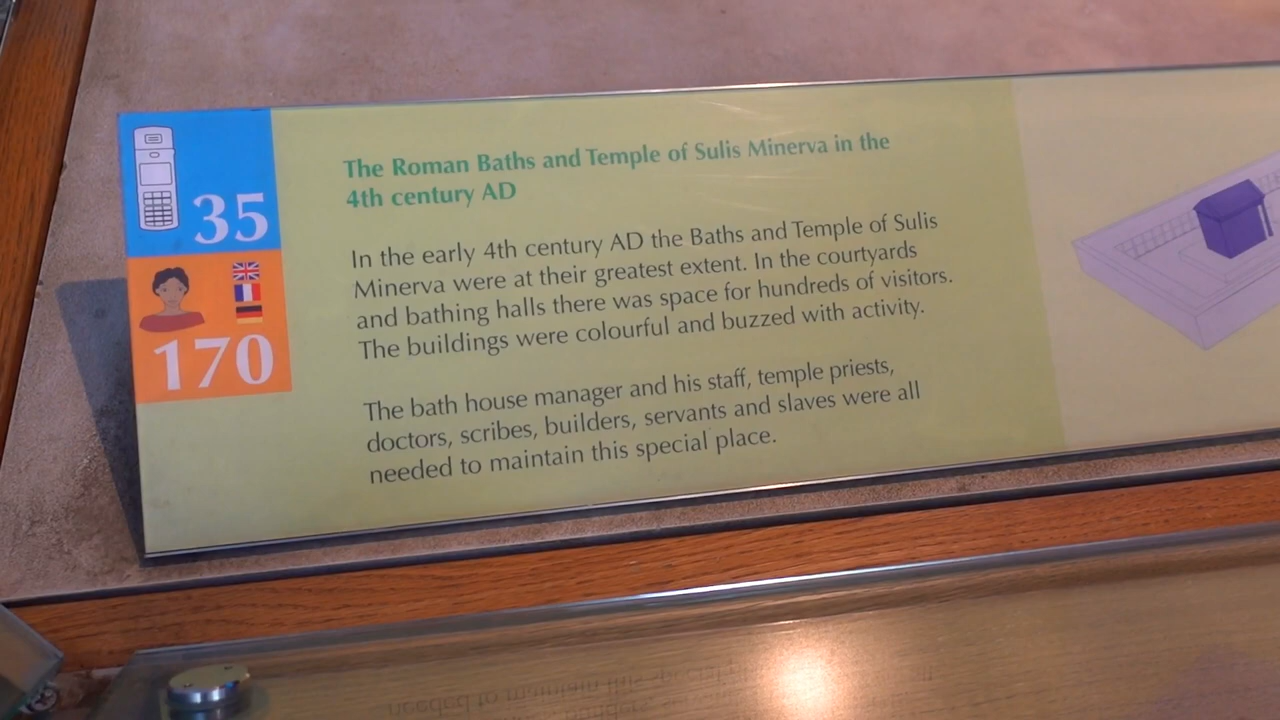 35
170
The Roman Baths and Temple of Sulis Minerva in the
4th century AD
In the early 4th century AD the Baths and Temple of Sulis
Minerva were at their greatest extent. In the courtyards
and bathing halls there was space for hundreds of visitors.
The buildings were colourful and buzzed with activity.
The bath house manager and his staff, temple priests,
doctors, scribes, builders, servants and slaves were all
needed to maintain this special place.